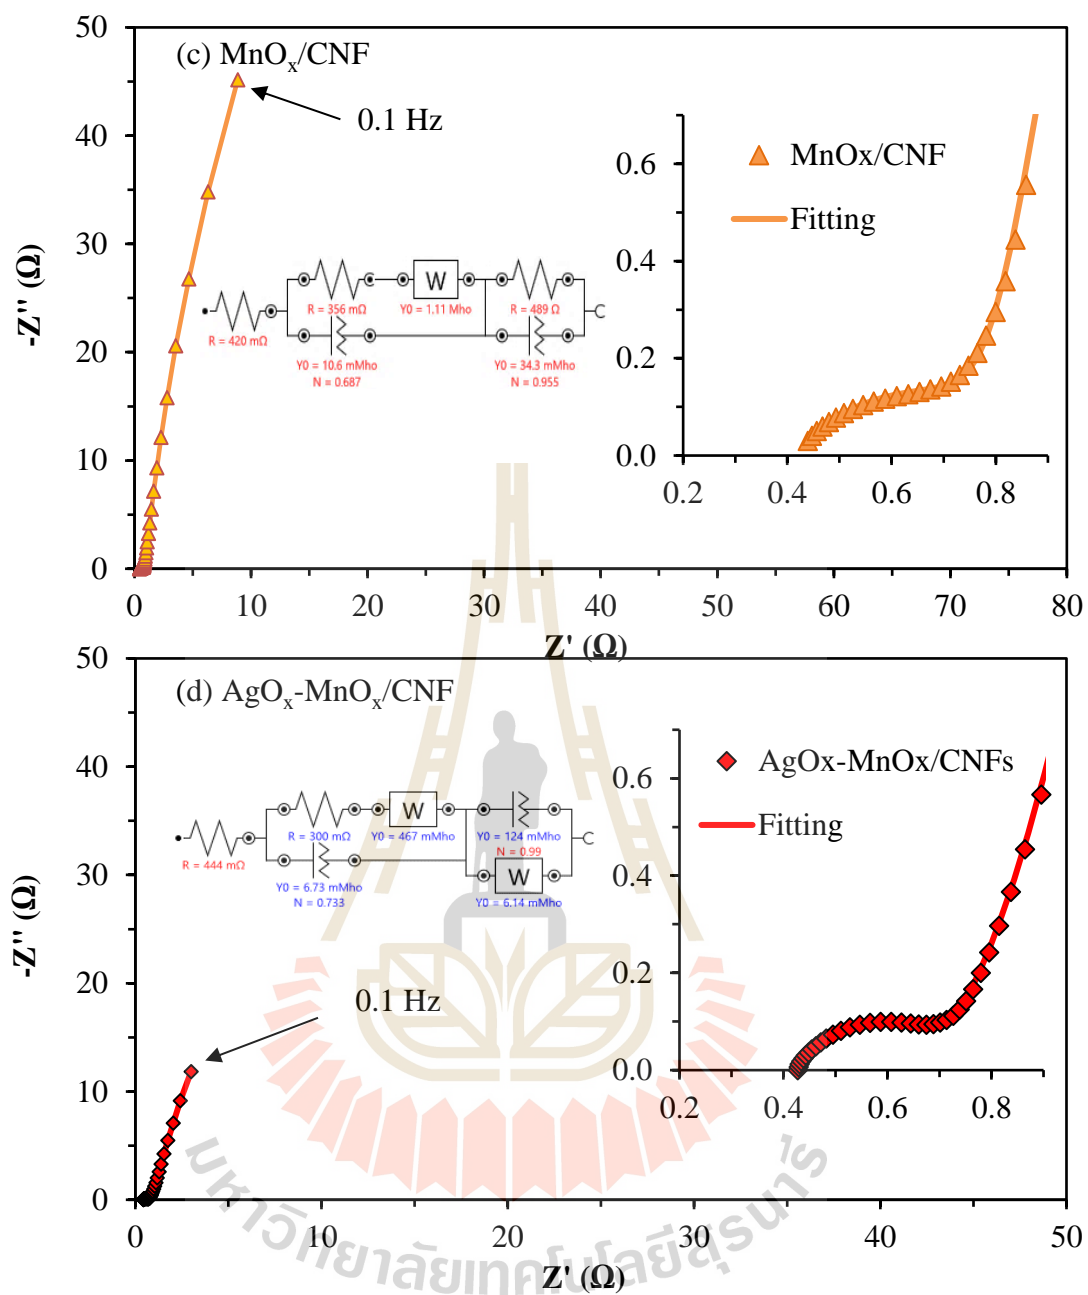 (c) MnOx/CNF
0.1 Hz
-Z'' (Ω)
50
40
30
20
10
0
0 10 20 30 40 50 60 70 80
Z' (Ω)
R = 420 mΩ
R = 356 mΩ
W
Y0 = 1.11 Mho
R = 489 Ω
Y0 = 10.6 mMho
N = 0.687
Y0 = 34.3 mMho
N = 0.955
MnOx/CNF
Fitting
0.6
0.4
0.2
0.0
0.2 0.4 0.6 0.8
(d) AgOx-MnOx/CNF
0.1 Hz
-Z'' (Ω)
50
40
30
20
10
0
0 10 20 30 40 50
Z' (Ω)
R = 444 mΩ
R = 300 mΩ
W
Y0 = 467 mMho
Y0 = 124 mMho
N = 0.99
Y0 = 6.73 mMho
N = 0.733
W
Y0 = 6.14 mMho
AgOx-MnOx/CNFs
Fitting
0.6
0.4
0.2
0.0
0.2 0.4 0.6 0.8
มหาวิทยาลัยเทคโนโลยีสุรนารี